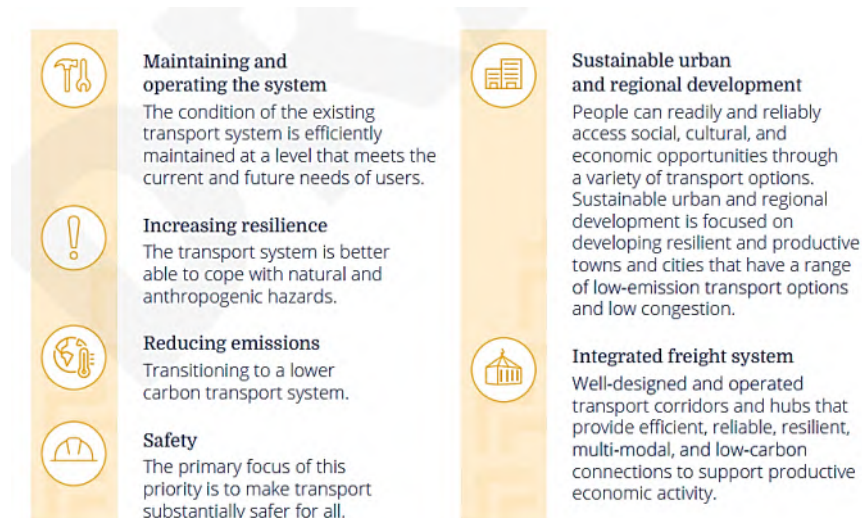 Maintaining and
operating the system
The condition of the existing
transport system is efficiently
maintained at a level that meets the
current and future needs of users.
Increasing resilience
The transport system is better
able to cope with natural and
anthropogenic hazards.
Reducing emissions
Transitioning to a lower
carbon transport system.
Safety
The primary focus of this
priority is to make transport
substantially safer for all.
Sustainable urban
and regional development
People can readily and reliably
access social, cultural, and
economic opportunities through
a variety of transport options.
Sustainable urban and regional
development is focused on
developing resilient and productive
towns and cities that have a range
of low-emission transport options
and low congestion.
Integrated freight system
Well-designed and operated
transport corridors and hubs that
provide efficient, reliable, resilient,
multi-modal, and low-carbon
connections to support productive
economic activity.